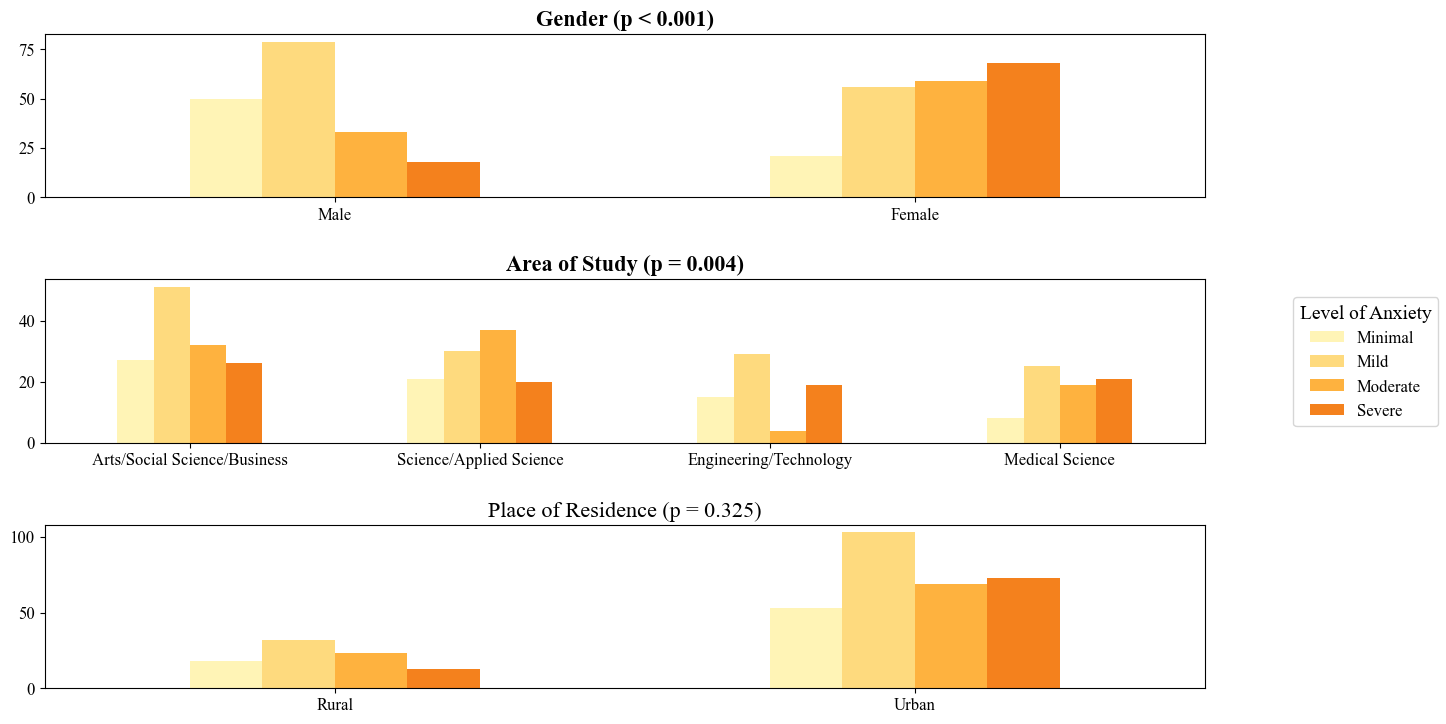 Gender (p < 0.001)
75
50
25
0
Male
Female
Area of Study (p = 0.004)
40
20
0
Arts/Social Science/Business
Science/Applied Science
Engineering/Technology
Medical Science
Level of Anxiety
Minimal
Mild
Moderate
Severe
Place of Residence (p = 0.325)
100
50
0
Rural
Urban